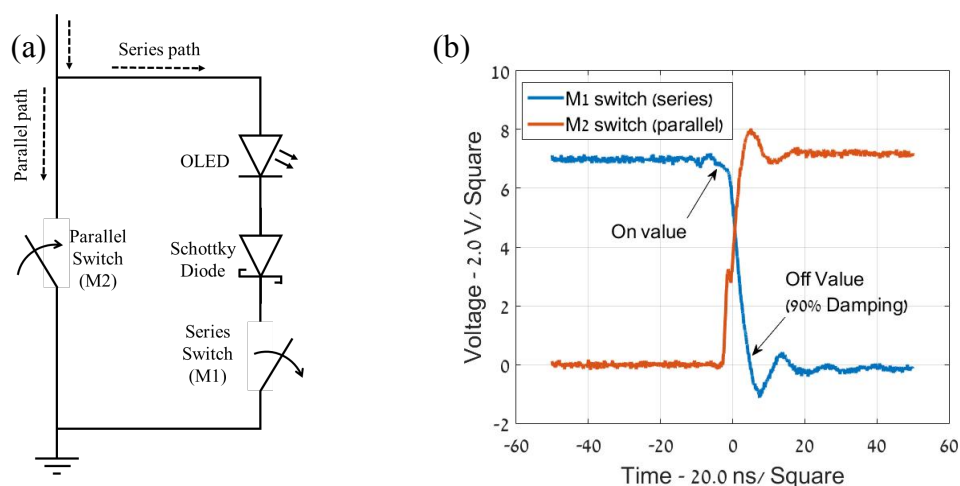 (a)
Series path
Parallel path
OLED
Schottky
Diode
Parallel
Switch
(M2)
Series
Switch
(M1)
(b)
M1 switch (series)
M2 switch (parallel)
On value
Off Value
(90% Damping)
Voltage - 2.0 V/ Square
10
8
6
4
2
0
-2
-60
-40
-20
0
20
40
60
Time - 20.0 ns/ Square